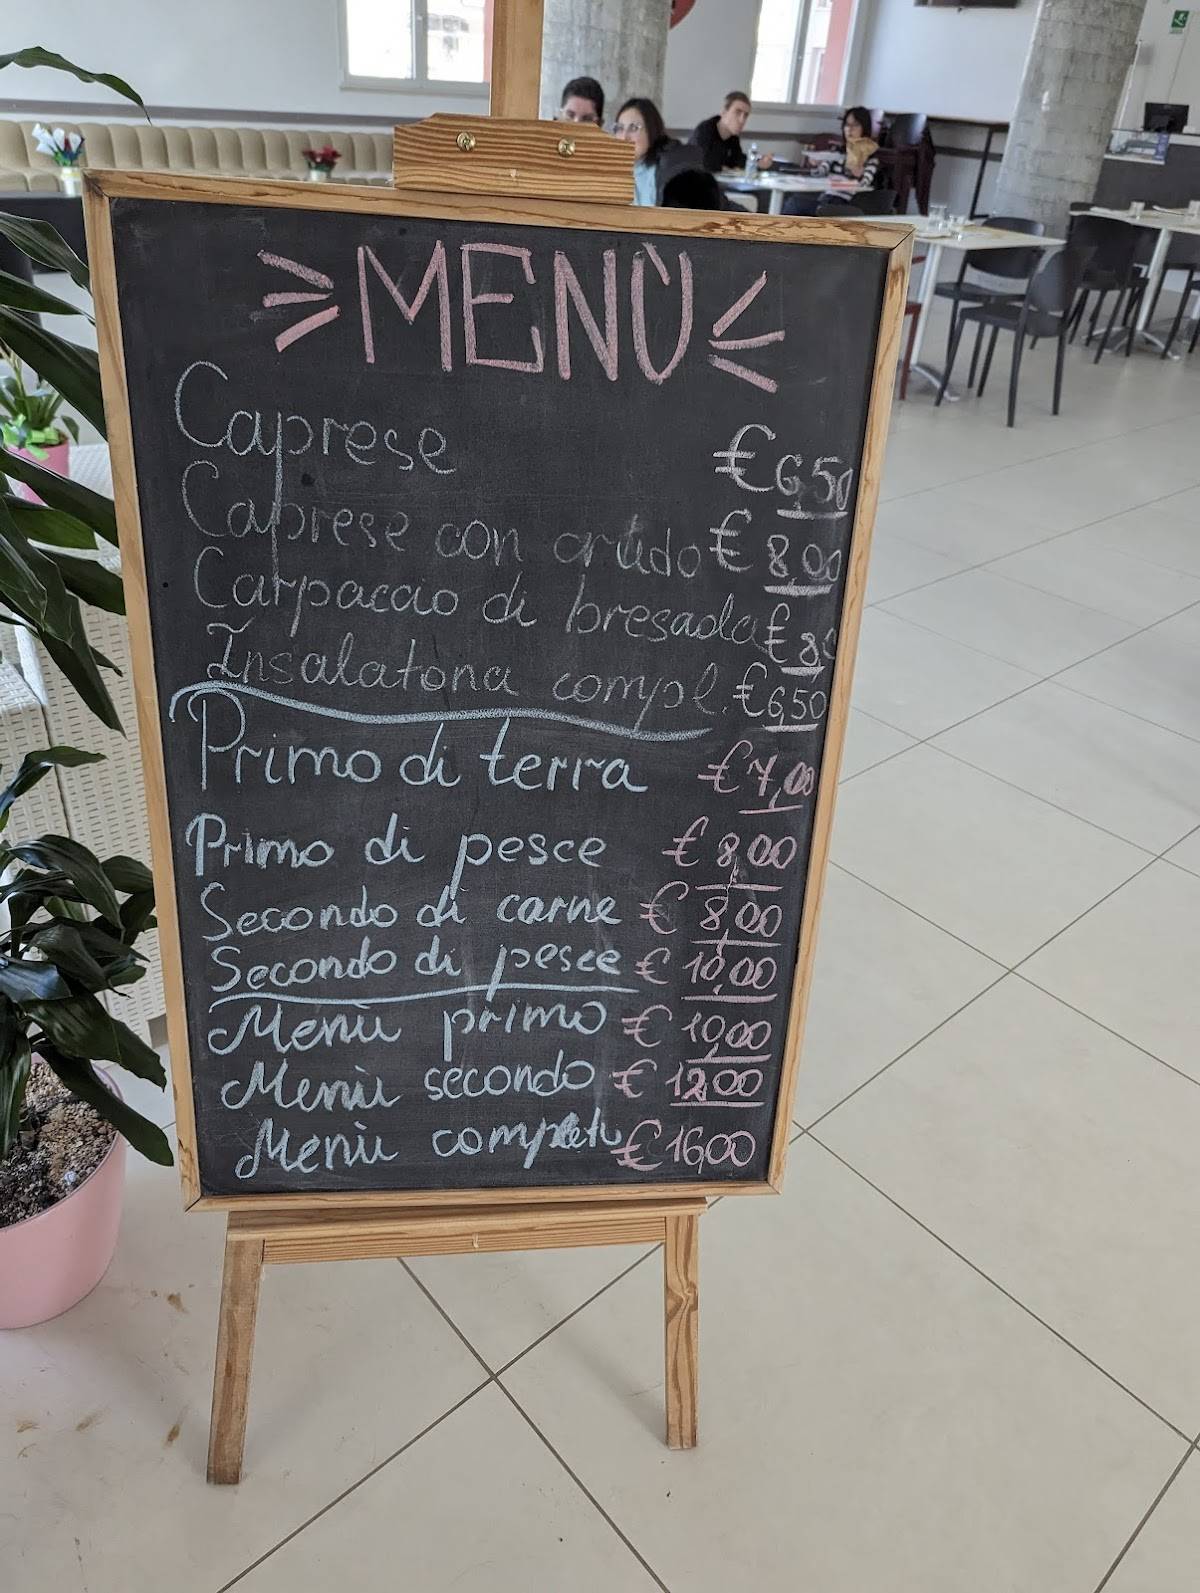 MENÙ
Caprese € 6,50
Caprese con crudo € 8,00
Carpaccio di bresaola € 8,
Insalatona compl. € 6,50
Primo di terra € 7,00
Primo di pesce € 8,00
Secondo di carne € 8,00
Secondo di pesce € 10,00
Menù primo € 10,00
Menù secondo € 12,00
Menù € 16,00